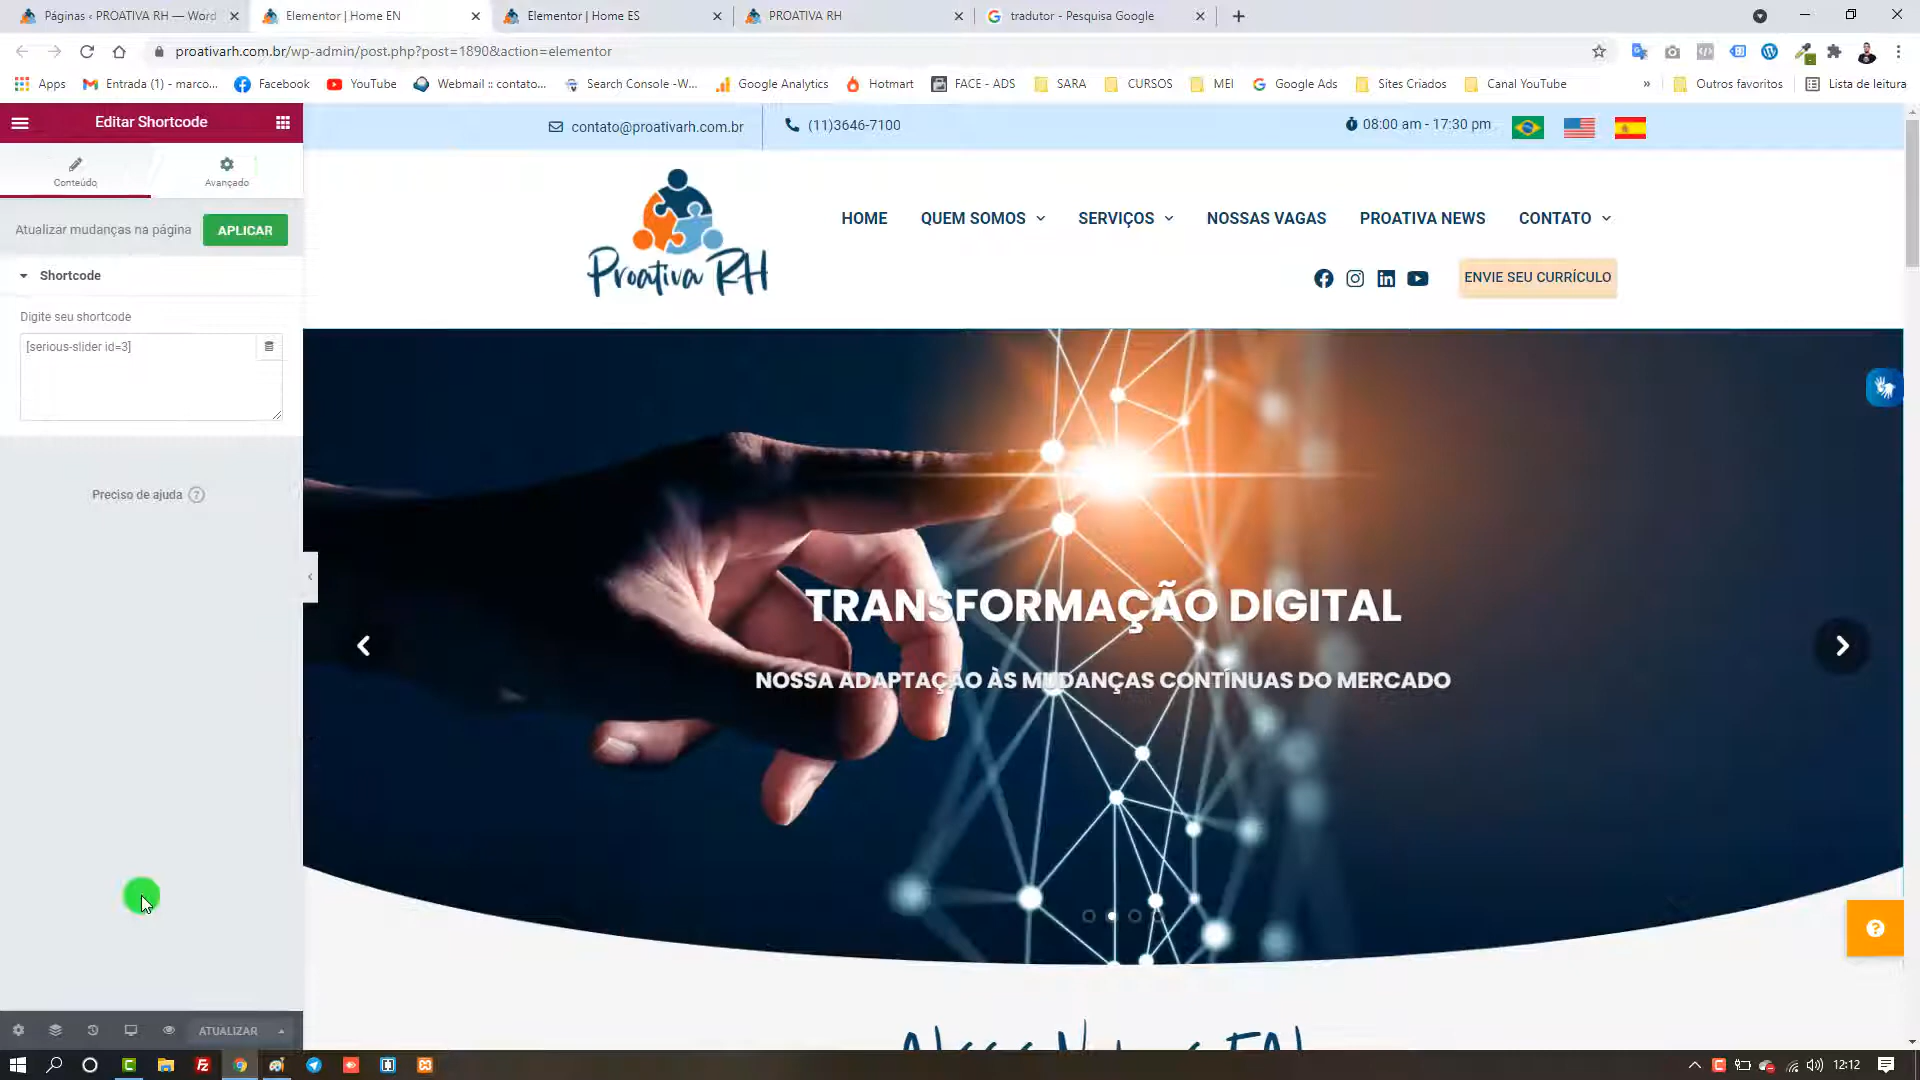 Páginas ‹ PROATIVA RH — Word
Elementor | Home EN
Elementor | Home ES
PROATIVA RH
tradutor - Pesquisa Google
proativarh.com.br/wp-admin/post.php?post=1890&action=elementor
Apps
Entrada (1) - marco...
Facebook
YouTube
Webmail :: contato...
Search Console - W...
Google Analytics
Hotmart
FACE - ADS
SARA
CURSOS
MEI
Google Ads
Sites Criados
Canal YouTube
»
Outros favoritos
Lista de leitura
Editar Shortcode
Conteúdo
Avançado
Atualizar mudanças na página
APLICAR
Shortcode
Digite seu shortcode
[serious-slider id=3]
Preciso de ajuda
ATUALIZAR
contato@proativarh.com.br
(11)3646-7100
08:00 am - 17:30 pm
Proativa RH
HOME
QUEM SOMOS
SERVIÇOS
NOSSAS VAGAS
PROATIVA NEWS
CONTATO
ENVIE SEU CURRÍCULO
TRANSFORMAÇÃO DIGITAL
NOSSA ADAPTAÇÃO ÀS MUDANÇAS CONTÍNUAS DO MERCADO
12:12